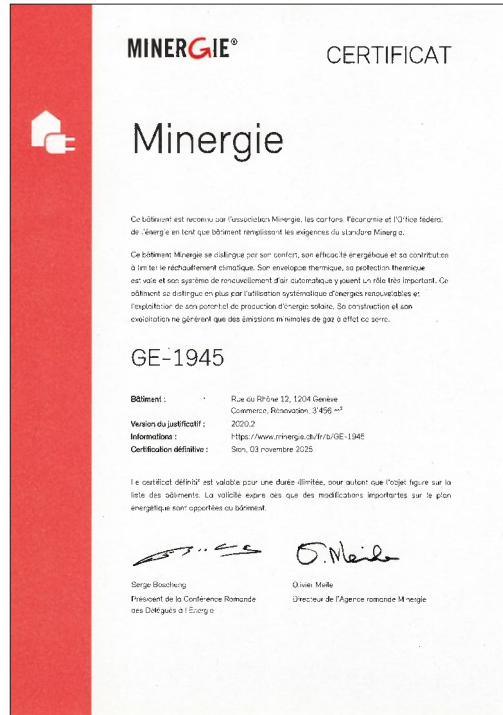 MINERGIE®
CERTIFICAT
Minergie
Ce bâtiment est reconnu par l'association Minergie, les cantons, l'économie et l'Office fédéral
de l'énergie en tant que bâtiment remplissant les exigences du standard Minergie.
Ce bâtiment Minergie se distingue par son confort, son efficacité énergétique et sa contribution
à limiter le réchauffement climatique. Son enveloppe thermique, sa protection thermique
estivale et son système de renouvellement d'air automatique y jouent un rôle très important. Ce
bâtiment se distingue en plus par l'utilisation systématique d'énergies renouvelables et
l'exploitation de son potentiel de production d'énergie solaire. Sa construction et son
exploitation ne génèrent que des émissions minimales de gaz à effet de serre.
GE-1945
Bâtiment : Rue du Rhône 12, 1204 Genève
Commerce, Rénovation, 3'456 m²
Version du justificatif : 2020.2
Informations : https://www.minergie.ch/fr/b/GE-1945
Certification définitive : Sion, 03 novembre 2025
Le certificat définitif est valable pour une durée illimitée, pour autant que l'objet figure sur la
liste des bâtiments. La validité expire dès que des modifications importantes sur le plan
énergétique sont apportées au bâtiment.
O. Meile
Serge Boschung
Olivier Meile
Président de la Conférence Romande
des Délégués à l'Énergie
Directeur de l'Agence romande Minergie